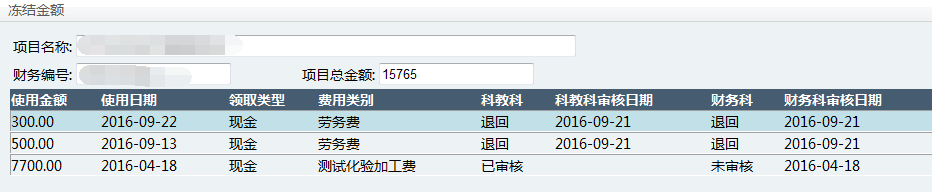 冻结金额
项目名称:
财务编号: 项目总金额: 15765
使用金额 使用日期 领取类型 费用类别 科教科 科教科审核日期 财务科 财务科审核日期
300.00 2016-09-22 现金 劳务费 退回 2016-09-21 退回 2016-09-21
500.00 2016-09-13 现金 劳务费 退回 2016-09-21 退回 2016-09-21
7700.00 2016-04-18 现金 测试化验加工费 已审核 未审核 2016-04-18